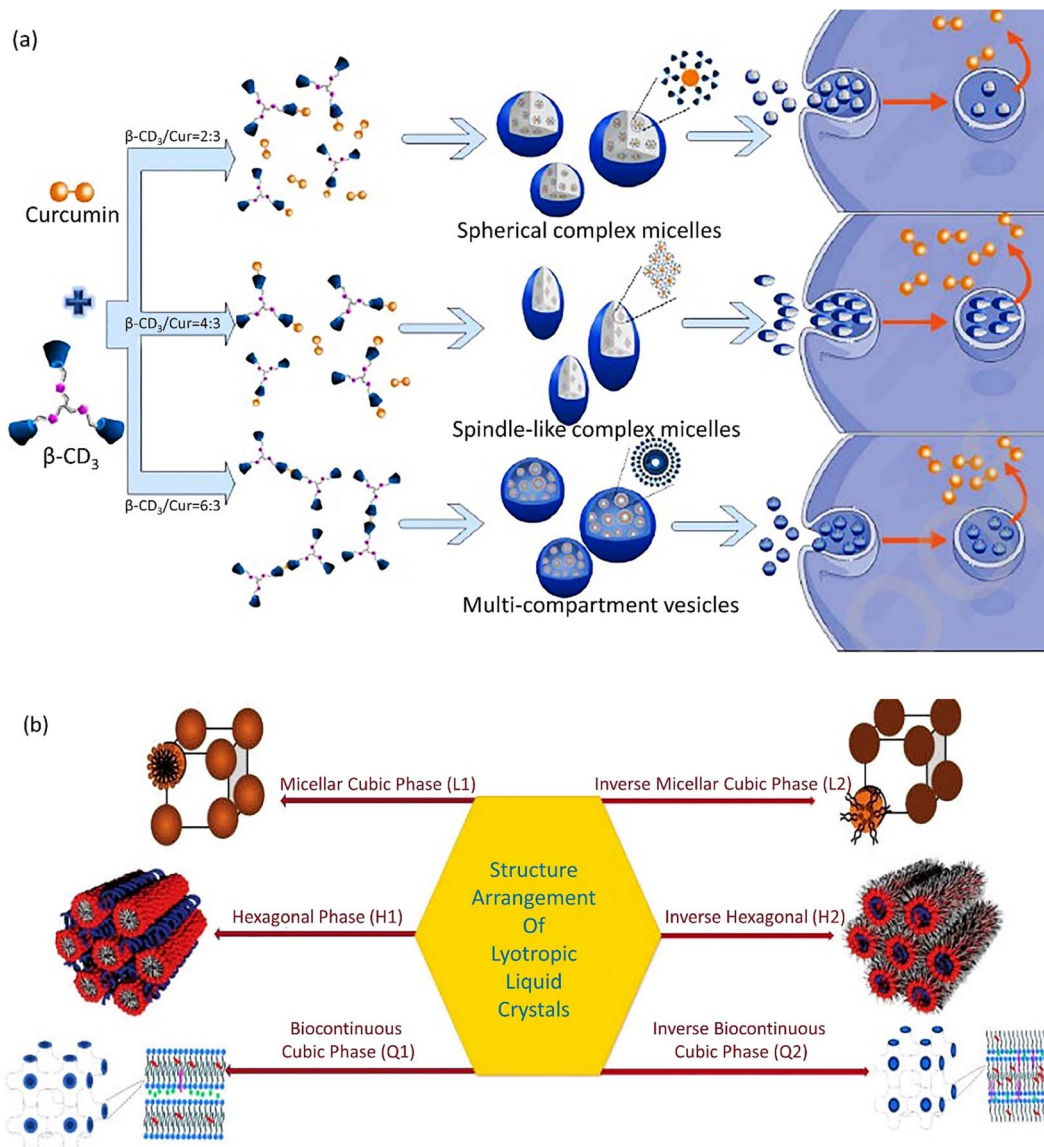 (a)
β-CD₃/Cur=2:3
Curcumin
Spherical complex micelles
β-CD₃/Cur=4:3
Spindle-like complex micelles
β-CD₃
β-CD₃/Cur=6:3
Multi-compartment vesicles
(b)
Micellar Cubic Phase (L1)
Inverse Micellar Cubic Phase (L2)
Structure
Arrangement
Of
Lyotropic
Liquid
Crystals
Hexagonal Phase (H1)
Inverse Hexagonal (H2)
Biocontinuous
Cubic Phase (Q1)
Inverse Biocontinuous
Cubic Phase (Q2)